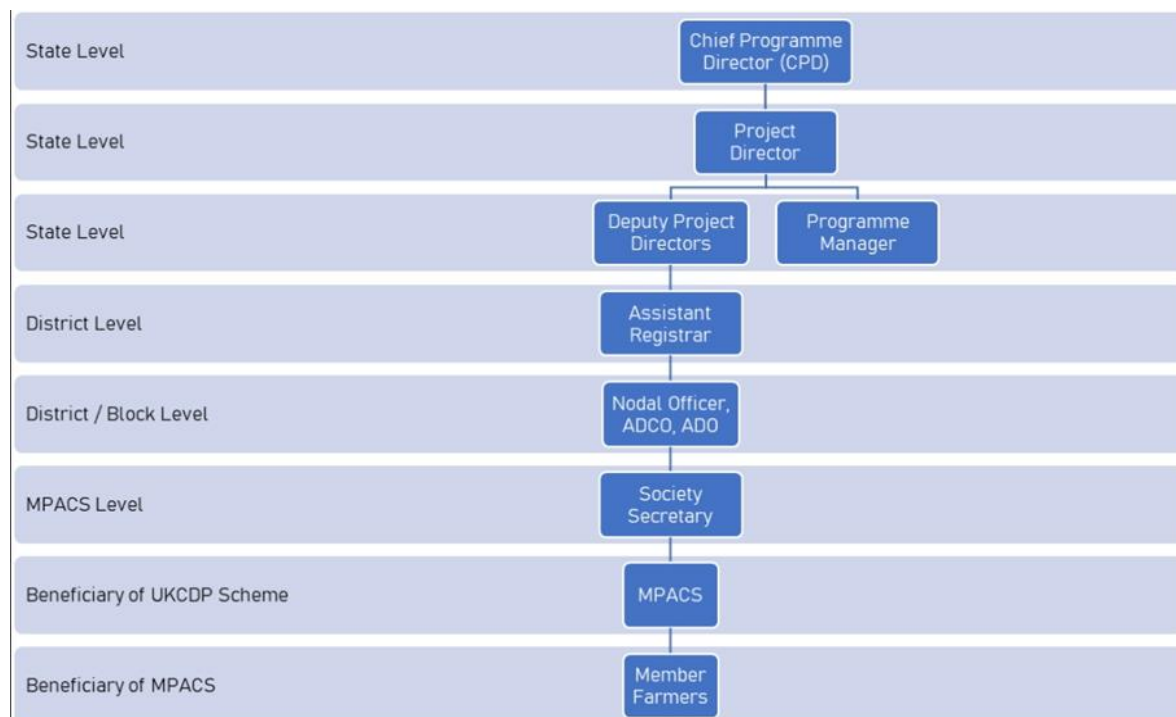 State Level
Chief Programme
Director (CPD)
State Level
Project
Director
State Level
Deputy Project
Directors
Programme
Manager
District Level
Assistant
Registrar
District / Block Level
Nodal Officer,
ADCO, ADO
MPACS Level
Society
Secretary
Beneficiary of UKCDP Scheme
MPACS
Beneficiary of MPACS
Member
Farmers